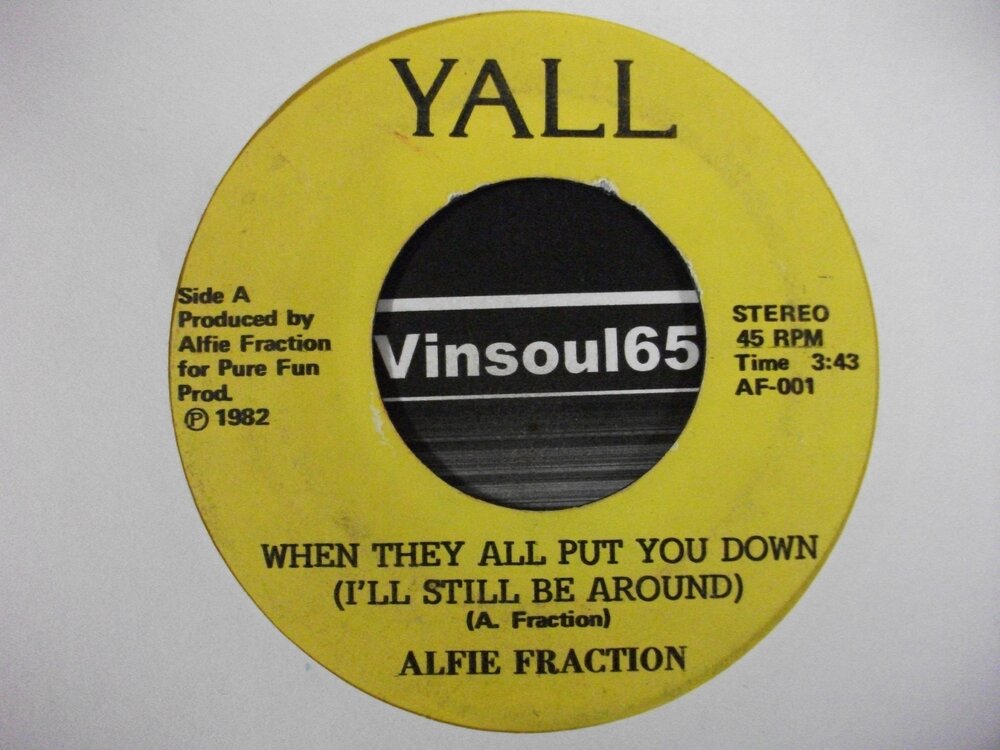 YALL
Side A
Produced by
Alfie Fraction
for Pure Fun
Prod.
Ⓟ 1982
Vinsoul65
STEREO
45 RPM
Time 3:43
AF-001
WHEN THEY ALL PUT YOU DOWN
(I'LL STILL BE AROUND)
(A. Fraction)
ALFIE FRACTION